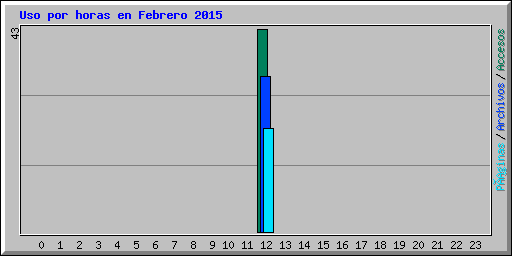 Uso por horas en Febrero 2015
43
0 1 2 3 4 5 6 7 8 9 10 11 12 13 14 15 16 17 18 19 20 21 22 23
PÃginas / Archivos / Accesos